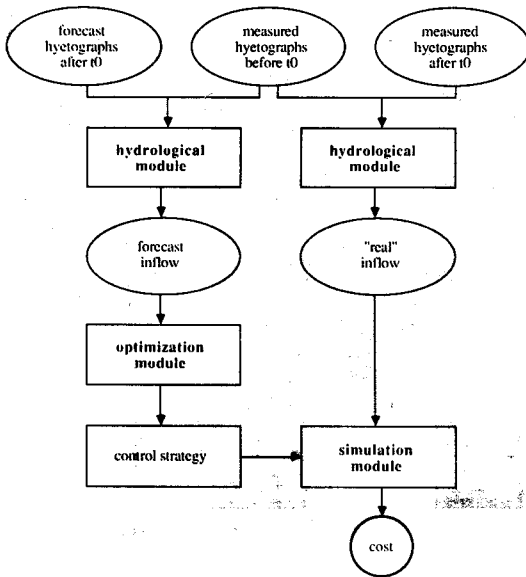 forecast
hyetographs
after t0
measured
hyetographs
before t0
measured
hyetographs
after t0
hydrological
module
hydrological
module
forecast
inflow
"real"
inflow
optimization
module
control strategy
simulation
module
cost